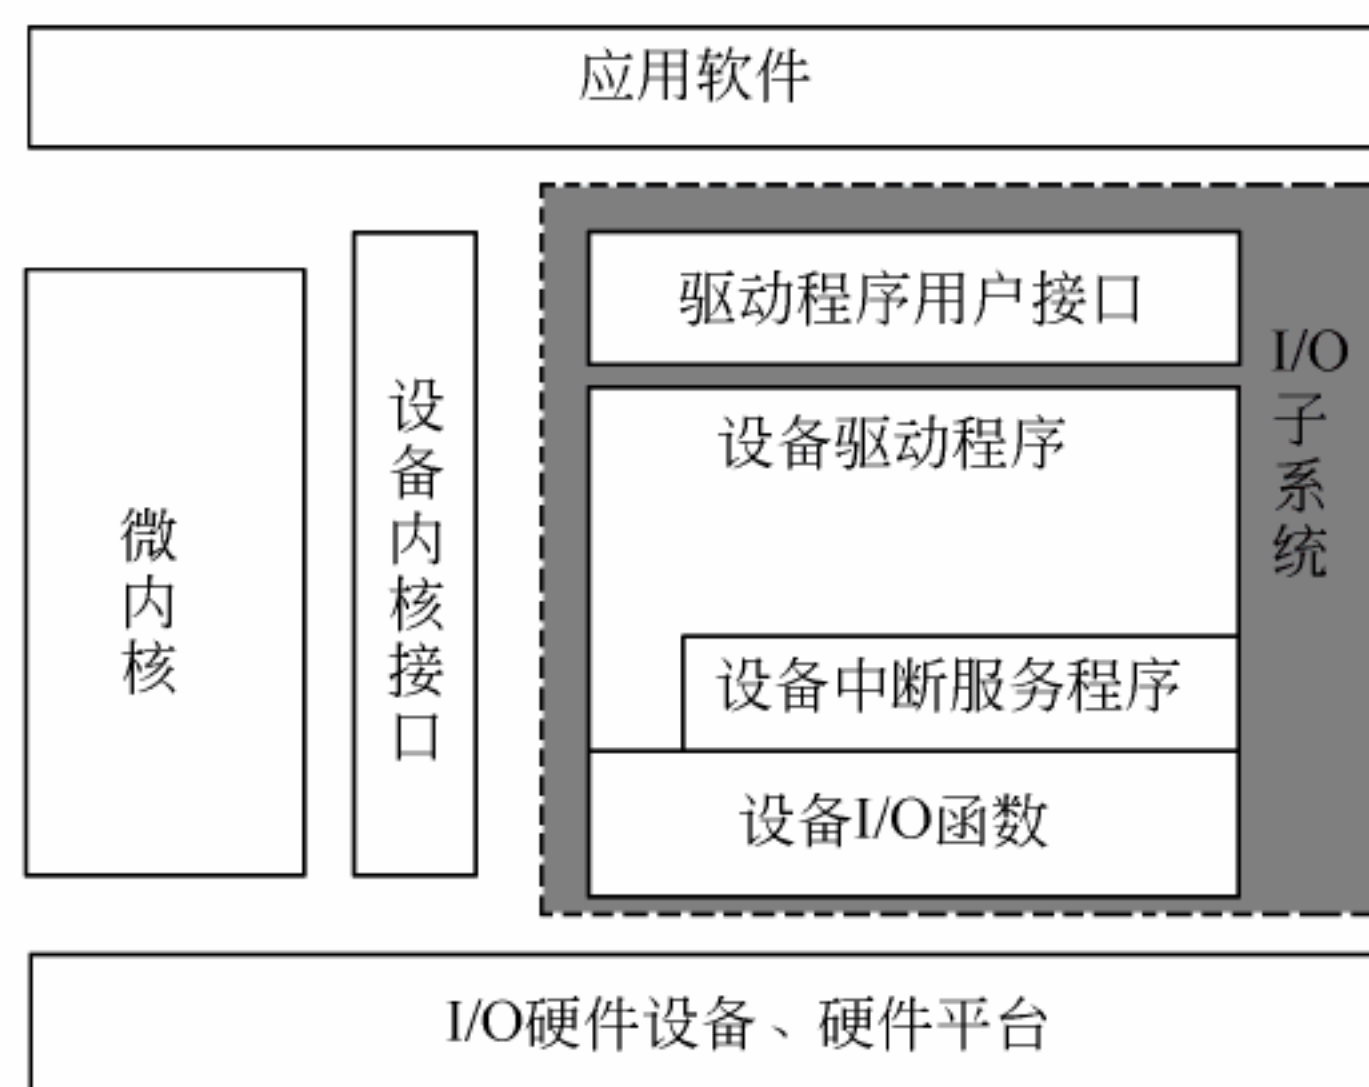 应用软件
微内核
设备内核接口
驱动程序用户接口
设备驱动程序
设备中断服务程序
设备I/O函数
I/O子系统
I/O硬件设备、硬件平台